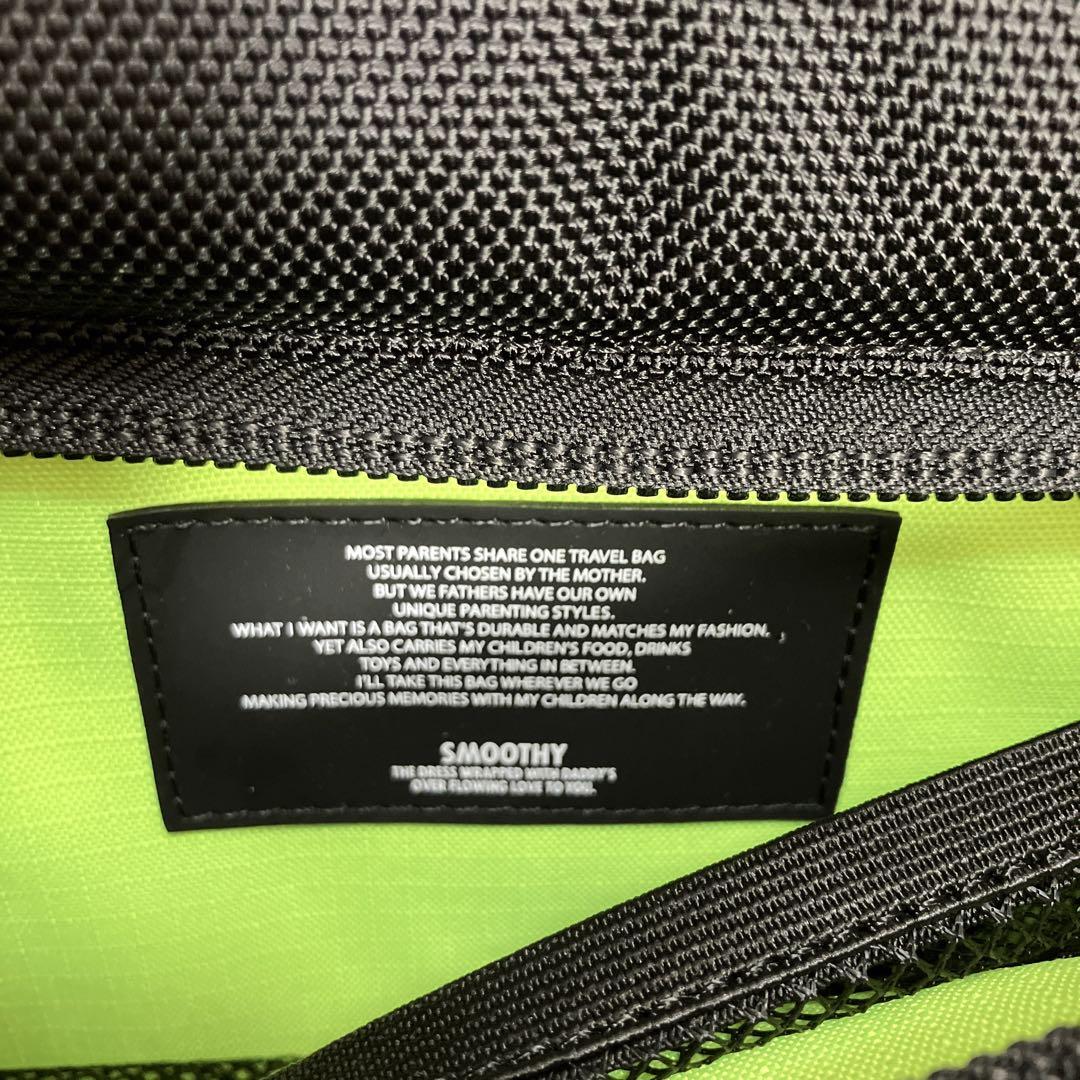 MOST PARENTS SHARE ONE TRAVEL BAG
USUALLY CHOSEN BY THE MOTHER.
BUT WE FATHERS HAVE OUR OWN
UNIQUE PARENTING STYLES.
WHAT I WANT IS A BAG THAT'S DURABLE AND MATCHES MY FASHION,
YET ALSO CARRIES MY CHILDREN'S FOOD, DRINKS
TOYS AND EVERYTHING IN BETWEEN.
I'LL TAKE THIS BAG WHEREVER WE GO
MAKING PRECIOUS MEMORIES WITH MY CHILDREN ALONG THE WAY.
SMOOTHY
THE DRESS WRAPPED WITH DADDY'S
OVER FLOWING LOVE TO YOU.